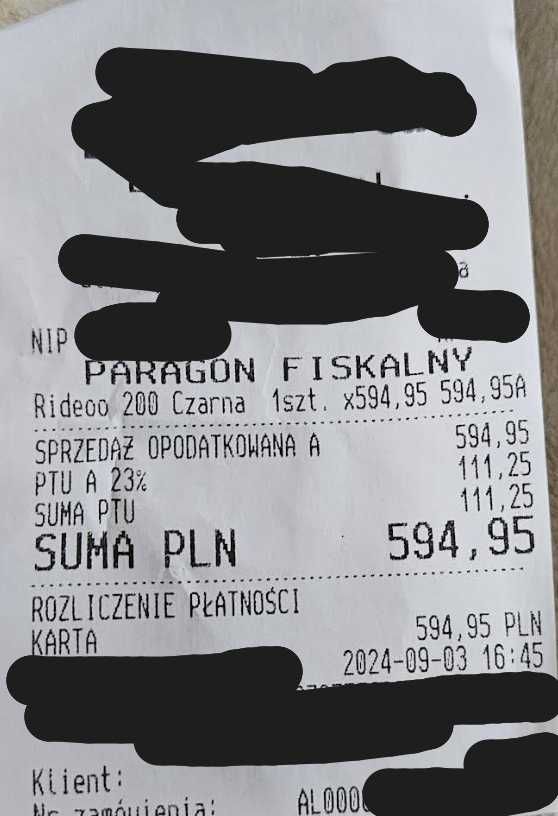 NIP
PARAGON FISKALNY
Rideoo 200 Czarna 1szt. x594,95 594,95A
SPRZEDAŻ OPODATKOWANA A 594,95
PTU A 23% 111,25
SUMA PTU 111,25
SUMA PLN 594,95
ROZLICZENIE PŁATNOŚCI
KARTA 594,95 PLN
2024-09-03 16:45
Klient:
Nr zamówienia: AL000